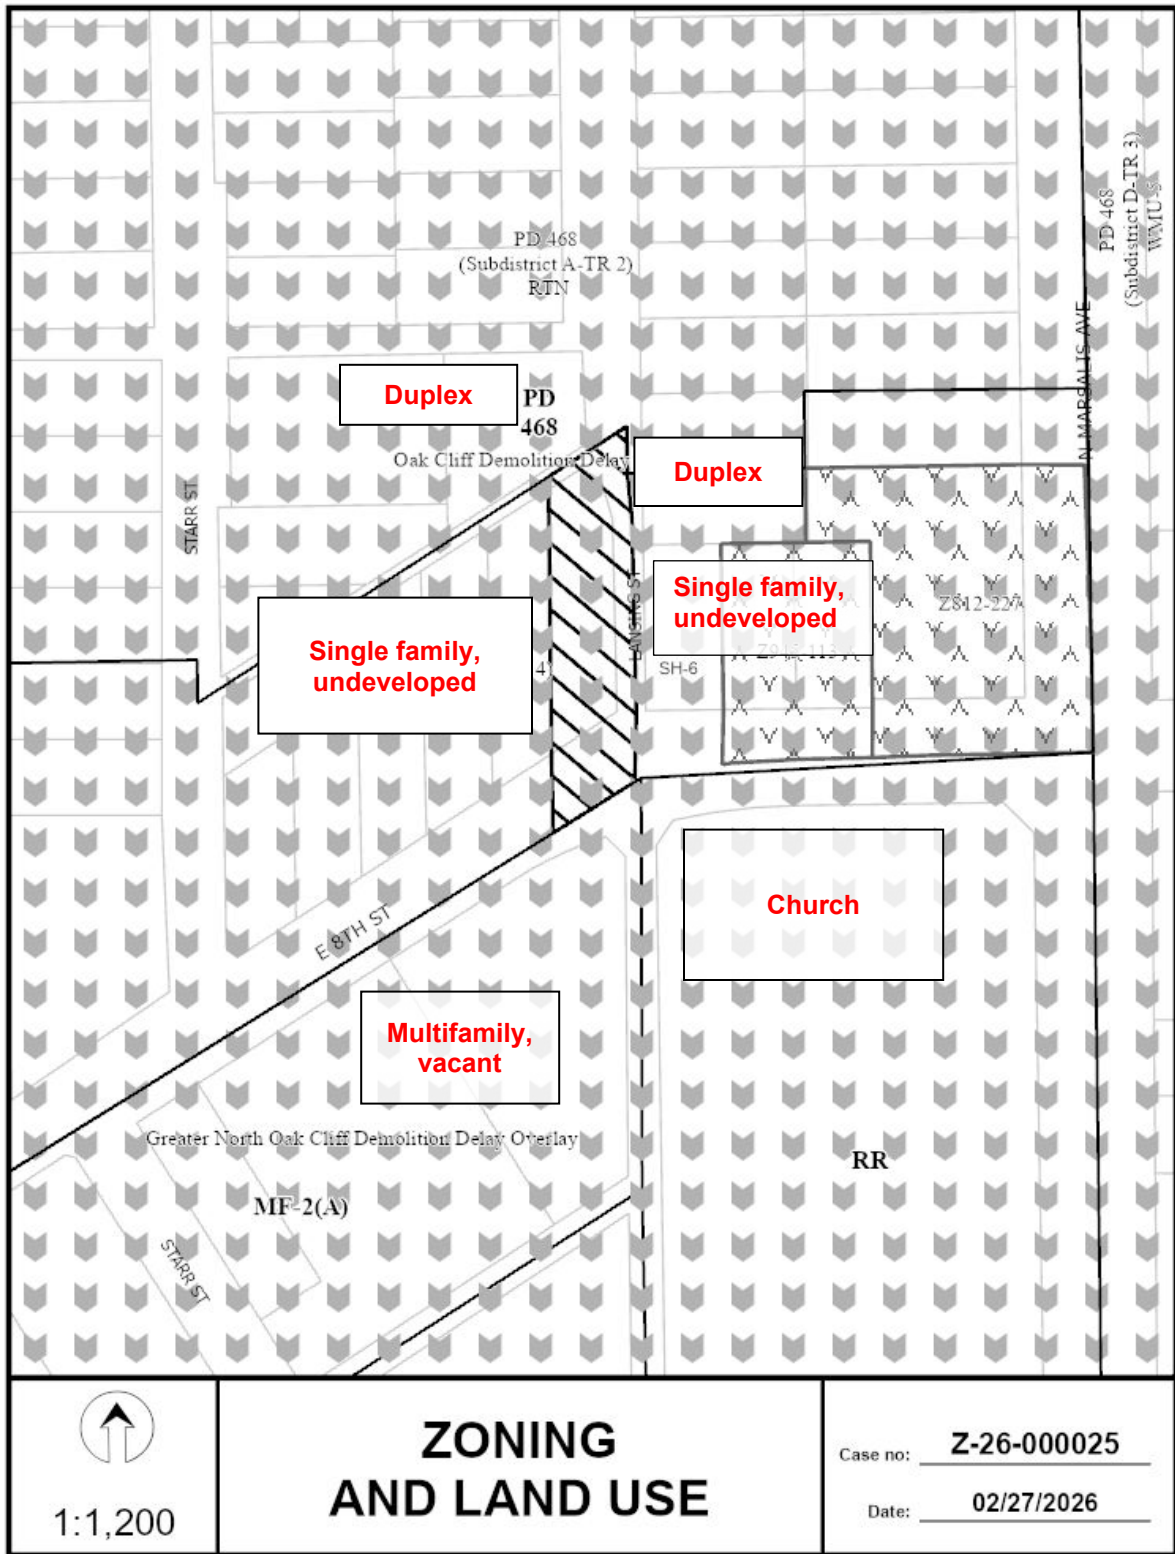 PD 468
(Subdistrict D-TR 3)
WMU-5
PD 468
(Subdistrict A-TR 2)
RTN
N MARSALIS AVE
Duplex
PD
468
Oak Cliff Demolition Delay
Duplex
STARR ST
LANSING ST
Single family,
undeveloped
Z812-227
Single family,
undeveloped
4)
SH-6
Church
E 8TH ST
Multifamily,
vacant
Greater North Oak Cliff Demolition Delay Overlay
RR
MF-2(A)
STARR ST
1:1,200
ZONING
AND LAND USE
Case no: Z-26-000025
Date: 02/27/2026